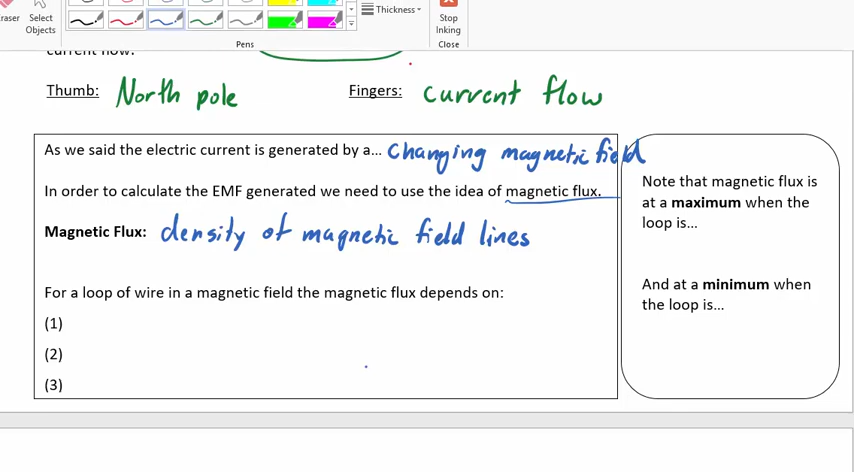 Select
Objects
Thickness
Stop
Inking
Pens
Close
current flow.
Thumb: North pole Fingers: current flow
As we said the electric current is generated by a... changing magnetic field
In order to calculate the EMF generated we need to use the idea of magnetic flux.
Magnetic Flux: density of magnetic field lines
For a loop of wire in a magnetic field the magnetic flux depends on:
(1)
(2)
(3)
Note that magnetic flux is
at a maximum when the
loop is...
And at a minimum when
the loop is...